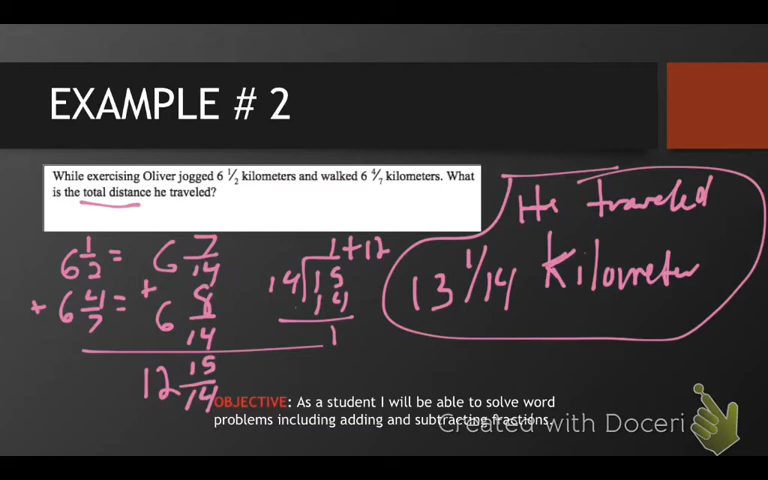 EXAMPLE # 2
While exercising Oliver jogged 6 ½ kilometers and walked 6 4/7 kilometers. What
is the total distance he traveled?
6 1/2 = 6 7/14
+ 6 4/7 = + 6 8/14
12 15/14
1 + 12
14 15
14
1
He Traveled
13 1/14 Kilometer
OBJECTIVE: As a student I will be able to solve word
problems including adding and subtracting fractions.
Created with Doceri